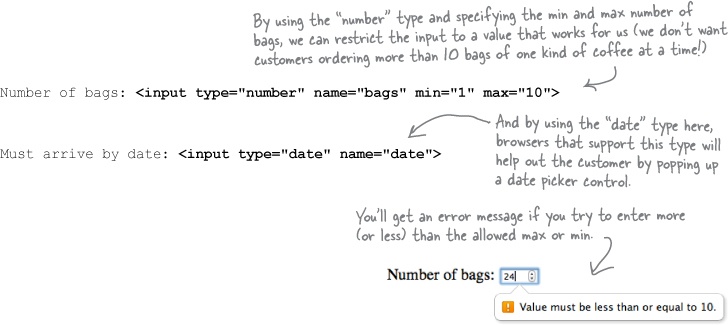 By using the “number” type and specifying the min and max number of
bags, we can restrict the input to a value that works for us (we don’t want
customers ordering more than 10 bags of one kind of coffee at a time!)
Number of bags: <input type="number" name="bags" min="1" max="10">
And by using the “date” type here,
browsers that support this type will
help out the customer by popping up
a date picker control.
Must arrive by date: <input type="date" name="date">
You’ll get an error message if you try to enter more
(or less) than the allowed max or min.
Number of bags: 24
! Value must be less than or equal to 10.